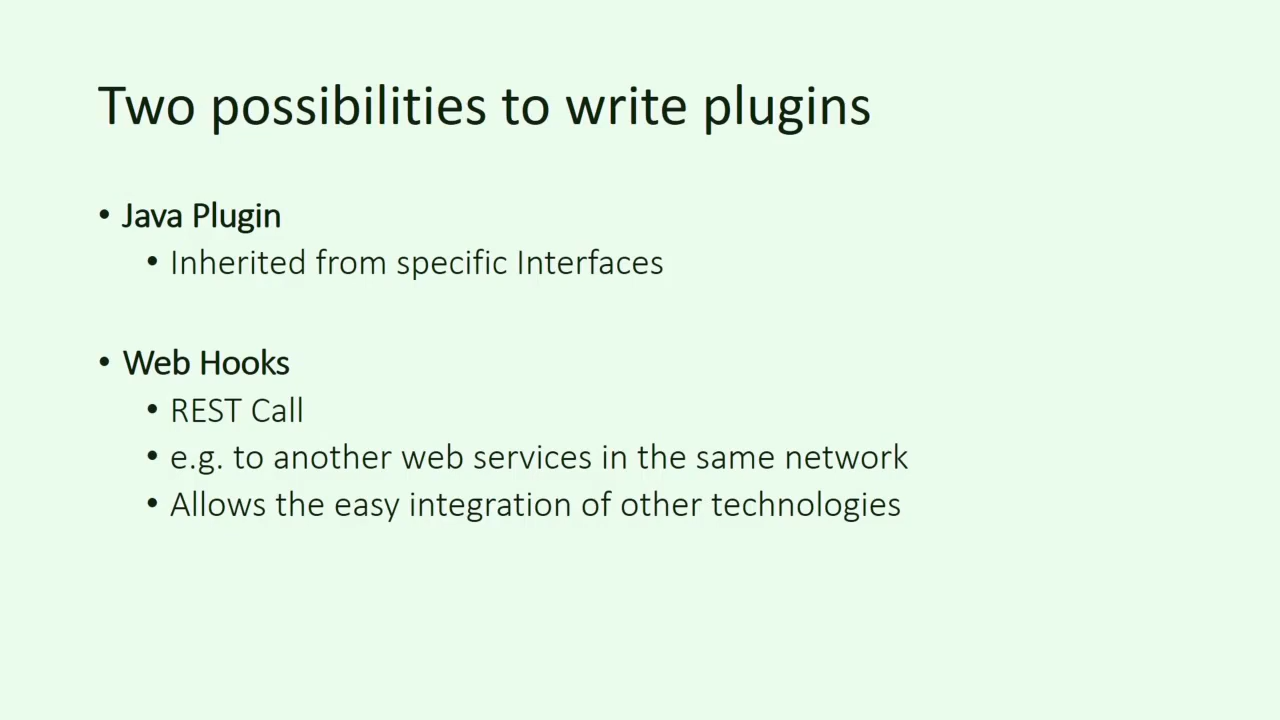 Two possibilities to write plugins
• Java Plugin
• Inherited from specific Interfaces
• Web Hooks
• REST Call
• e.g. to another web services in the same network
• Allows the easy integration of other technologies